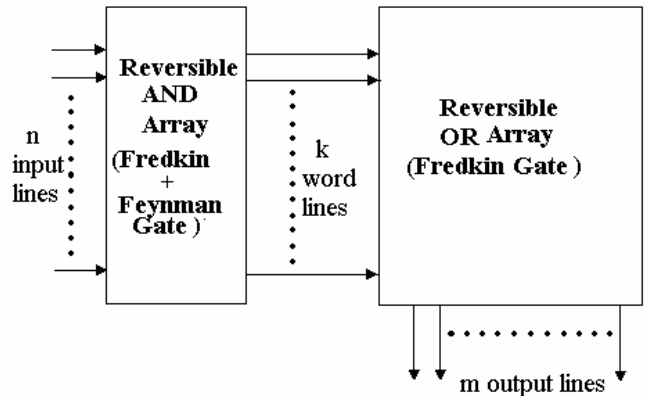 n
input
lines
Reversible
AND
Array
(Fredkin
+
Feynman
Gate )
k
word
lines
Reversible
OR Array
(Fredkin Gate )
m output lines